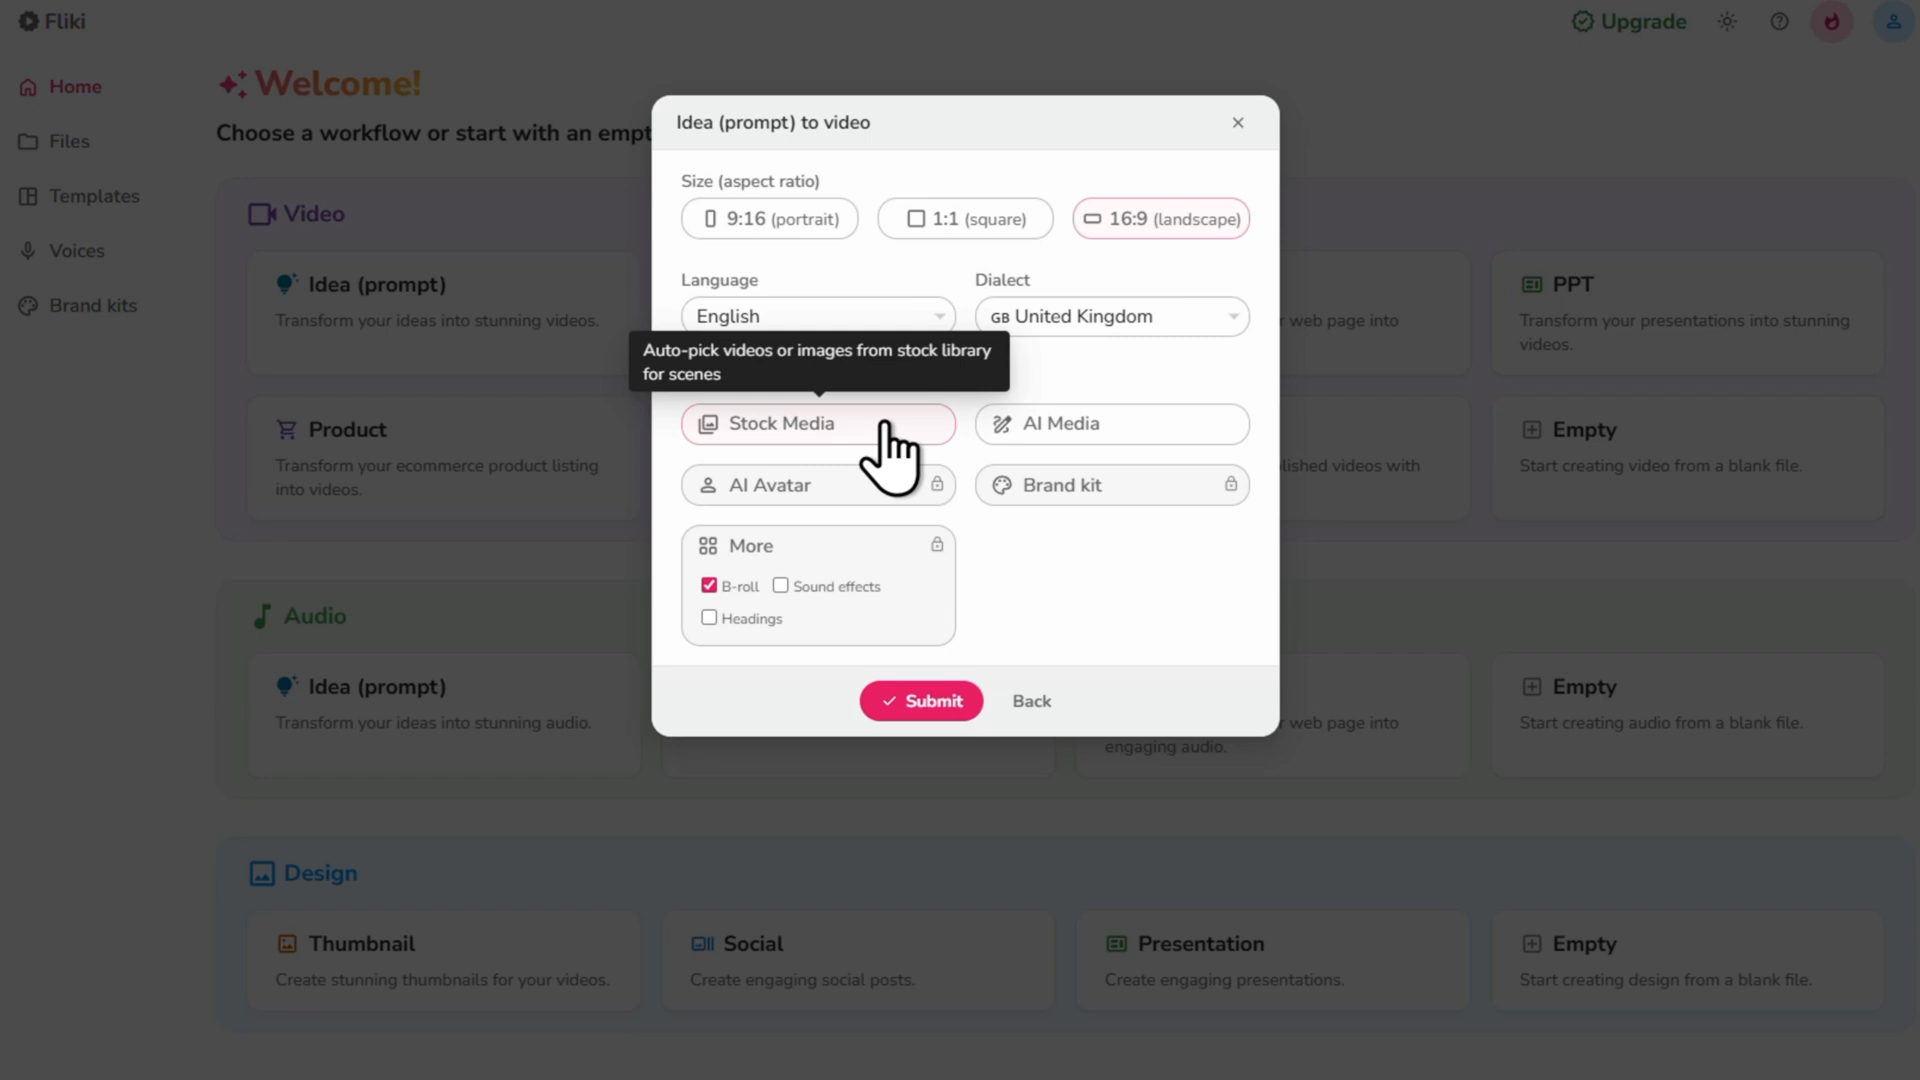 Fliki
Upgrade
Home
Files
Templates
Voices
Brand kits
Welcome!
Choose a workflow or start with an empt
Video
Idea (prompt)
Transform your ideas into stunning videos.
r web page into
PPT
Transform your presentations into stunning
videos.
Product
Transform your ecommerce product listing
into videos.
lished videos with
Empty
Start creating video from a blank file.
Idea (prompt) to video
Size (aspect ratio)
9:16 (portrait)
1:1 (square)
16:9 (landscape)
Language
Dialect
English
GB United Kingdom
Auto-pick videos or images from stock library
for scenes
Stock Media
AI Media
AI Avatar
Brand kit
More
B-roll
Sound effects
Headings
Submit
Back
Audio
Idea (prompt)
Transform your ideas into stunning audio.
r web page into
engaging audio.
Empty
Start creating audio from a blank file.
Design
Thumbnail
Create stunning thumbnails for your videos.
Social
Create engaging social posts.
Presentation
Create engaging presentations.
Empty
Start creating design from a blank file.